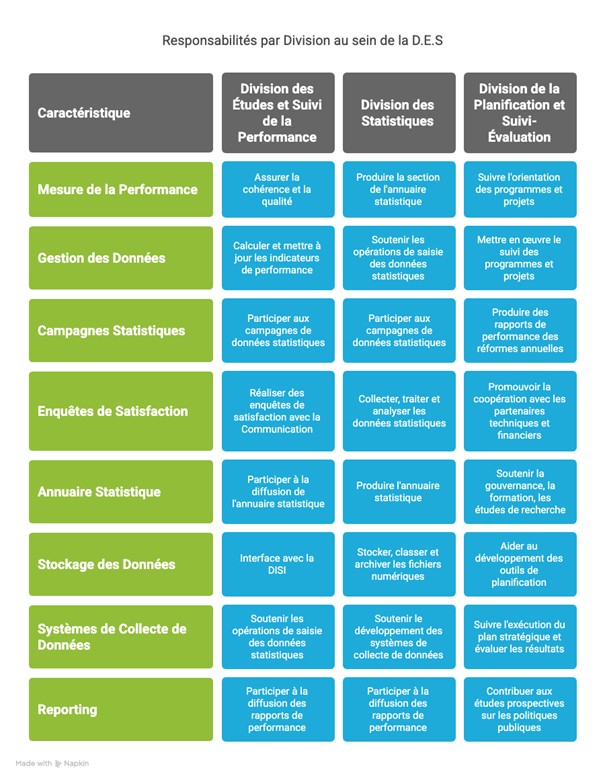 Responsabilités par Division au sein de la D.E.S
Caractéristique
Division des
Études et Suivi
de la
Performance
Division des
Statistiques
Division de la
Planification et
Suivi-
Évaluation
Mesure de la Performance
Assurer la
cohérence et la
qualité
Produire la section
de l'annuaire
statistique
Suivre l'orientation
des programmes et
projets
Gestion des Données
Calculer et mettre à
jour les indicateurs
de performance
Soutenir les
opérations de saisie
des données
statistiques
Mettre en œuvre le
suivi des
programmes et
projets
Campagnes Statistiques
Participer aux
campagnes de
données statistiques
Participer aux
campagnes de
données statistiques
Produire des
rapports de
performance des
réformes annuelles
Enquêtes de Satisfaction
Réaliser des
enquêtes de
satisfaction avec la
Communication
Collecter, traiter et
analyser les
données statistiques
Promouvoir la
coopération avec les
partenaires
techniques et
financiers
Annuaire Statistique
Participer à la
diffusion de
l'annuaire statistique
Produire l'annuaire
statistique
Soutenir la
gouvernance, la
formation, les
études de recherche
Stockage des Données
Interface avec la
DISI
Stocker, classer et
archiver les fichiers
numériques
Aider au
développement des
outils de
planification
Systèmes de Collecte de
Données
Soutenir les
opérations de saisie
des données
statistiques
Soutenir le
développement des
systèmes de
collecte de données
Suivre l'exécution du
plan stratégique et
évaluer les résultats
Reporting
Participer à la
diffusion des
rapports de
performance
Participer à la
diffusion des
rapports de
performance
Contribuer aux
études prospectives
sur les politiques
publiques
Made with Napkin